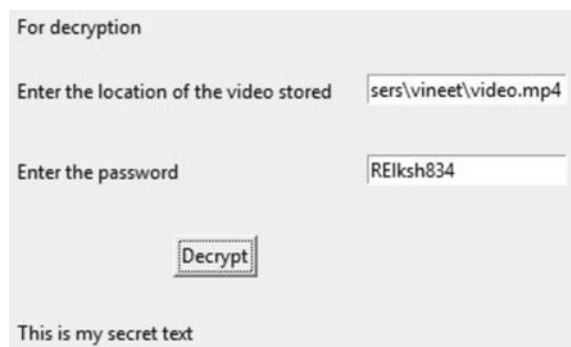 For decryption
Enter the location of the video stored sers\vineet\video.mp4
Enter the password RElksh834
Decrypt
This is my secret text